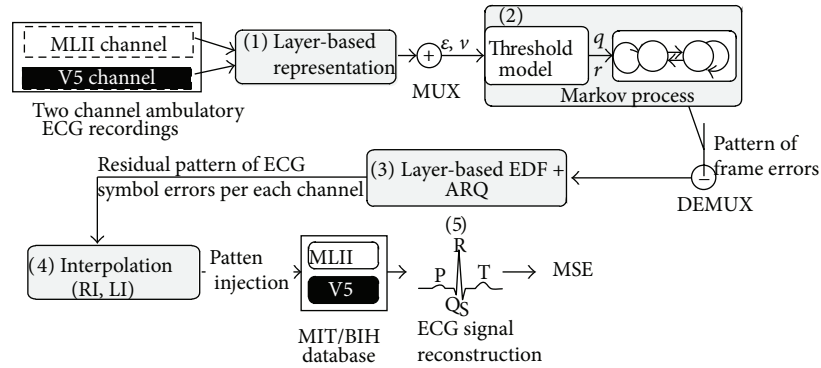 MLII channel
V5 channel
Two channel ambulatory
ECG recordings
(1) Layer-based
representation
+
MUX
ε, ν
(2)
Threshold
model
q
r
Markov process
Pattern of
frame errors
−
DEMUX
(3) Layer-based EDF +
ARQ
Residual pattern of ECG
symbol errors per each channel
(4) Interpolation
(RI, LI)
Patten
injection
MLII
V5
MIT/BIH
database
(5)
R
P
T
Q
S
ECG signal
reconstruction
MSE